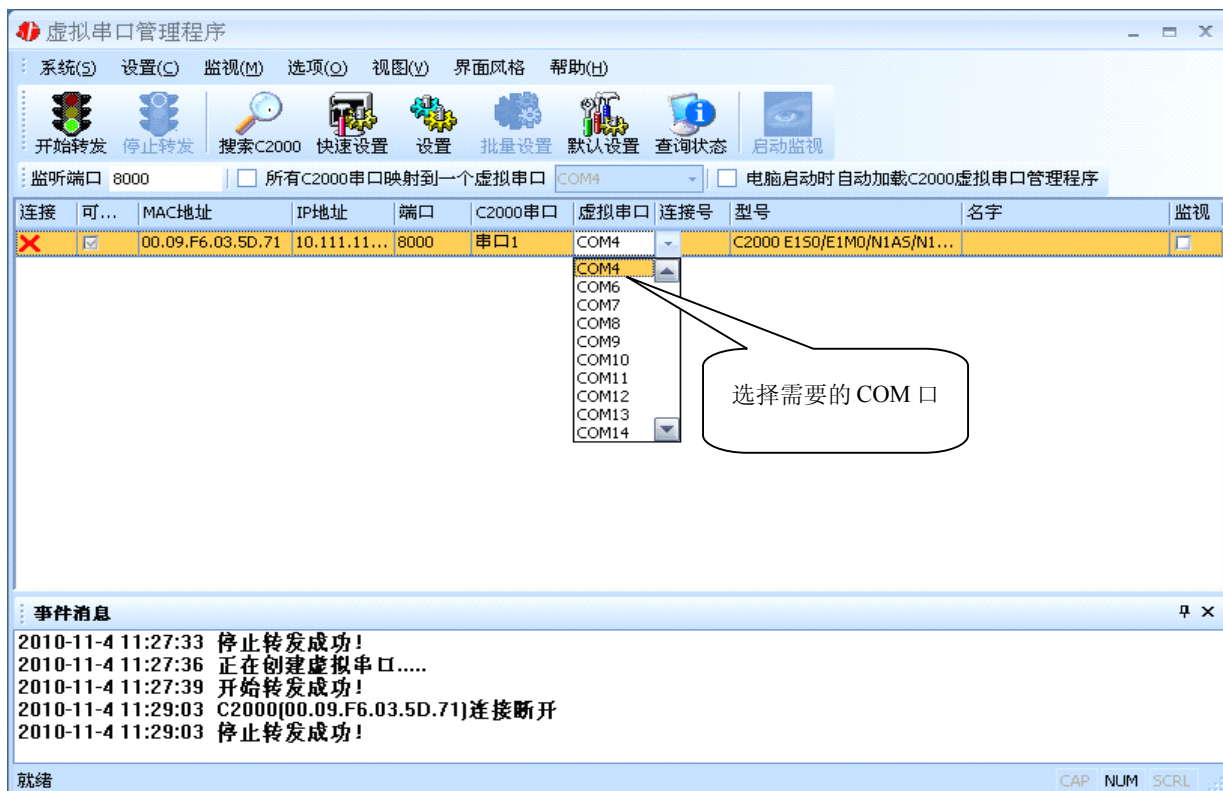 虚拟串口管理程序
系统(S) 设置(C) 监视(M) 选项(O) 视图(V) 界面风格 帮助(H)
开始转发 停止转发 搜索C2000 快速设置 设置 批量设置 默认设置 查询状态 启动监视
监听端口 8000 所有C2000串口映射到一个虚拟串口 COM4 电脑启动时自动加载C2000虚拟串口管理程序
连接 可... MAC地址 IP地址 端口 C2000串口 虚拟串口 连接号 型号 名字 监视
00.09.F6.03.5D.71 10.111.11... 8000 串口1 COM4 C2000 E1S0/E1M0/N1AS/N1...
COM4
COM6
COM7
COM8
COM9
COM10
COM11
COM12
COM13
COM14
选择需要的 COM 口
事件消息
2010-11-4 11:27:33 停止转发成功!
2010-11-4 11:27:36 正在创建虚拟串口.....
2010-11-4 11:27:39 开始转发成功!
2010-11-4 11:29:03 C2000(00.09.F6.03.5D.71)连接断开
2010-11-4 11:29:03 停止转发成功!
就绪 CAP NUM SCRL